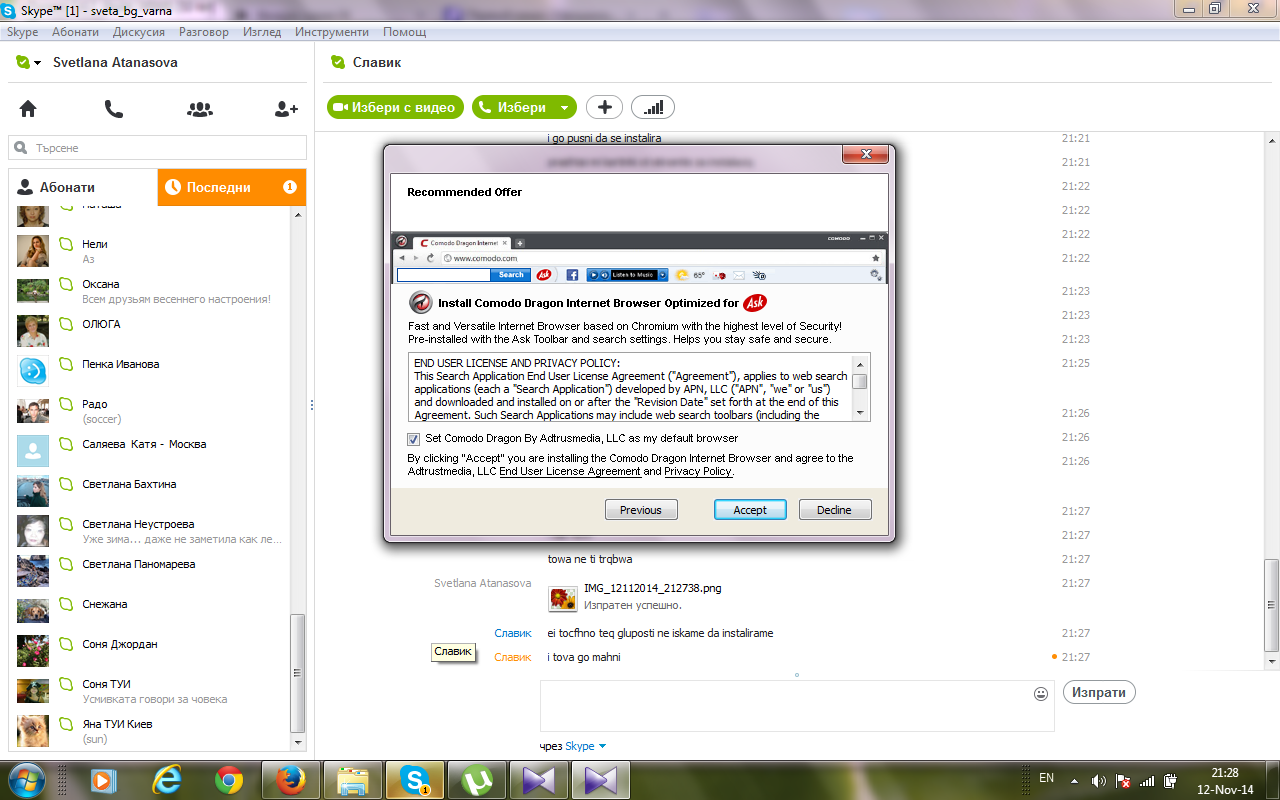 Skype™ [1] - sveta_bg_varna
Skype Абонати Дискусия Разговор Изглед Инструменти Помощ
Svetlana Atanasova
Търсене
Абонати
Последни 1
Нели
Аз
Оксана
Всем друзьям весеннего настроения!
ОЛЮГА
Пенка Иванова
Радо
(soccer)
Саляева Катя - Москва
Светлана Бахтина
Светлана Неустроева
Уже зима... даже не заметила как ле...
Светлана Паномарева
Снежана
Соня Джордан
Соня ТУИ
Усмивката говори за човека
Яна ТУИ Киев
(sun)
Славик
Избери с видео
Избери
i go pusni da se instalira 21:21
21:21
21:22
21:22
21:22
21:22
21:23
21:23
21:23
21:25
21:26
21:26
21:26
21:27
21:27
towa ne ti trqbwa 21:27
Svetlana Atanasova IMG_12112014_212738.png 21:27
Изпратен успешно.
Славик ei tocfhno teq gluposti ne iskame da instalirame 21:27
Славик i tova go mahni 21:27
Славик
Изпрати
чрез Skype
Recommended Offer
Comodo Dragon Internet
COMODO
www.comodo.com
Search Ask Listen to Music 65°
Install Comodo Dragon Internet Browser Optimized for Ask
Fast and Versatile Internet Browser based on Chromium with the highest level of Security!
Pre-installed with the Ask Toolbar and search settings. Helps you stay safe and secure.
END USER LICENSE AND PRIVACY POLICY:
This Search Application End User License Agreement ("Agreement"), applies to web search
applications (each a "Search Application") developed by APN, LLC ("APN", "we" or "us")
and downloaded and installed on or after the "Revision Date" set forth at the end of this
Agreement. Such Search Applications may include web search toolbars (including the
Set Comodo Dragon By Adtrusmedia, LLC as my default browser
By clicking "Accept" you are installing the Comodo Dragon Internet Browser and agree to the
Adtrustmedia, LLC End User License Agreement and Privacy Policy.
Previous Accept Decline
1
EN
21:28
12-Nov-14